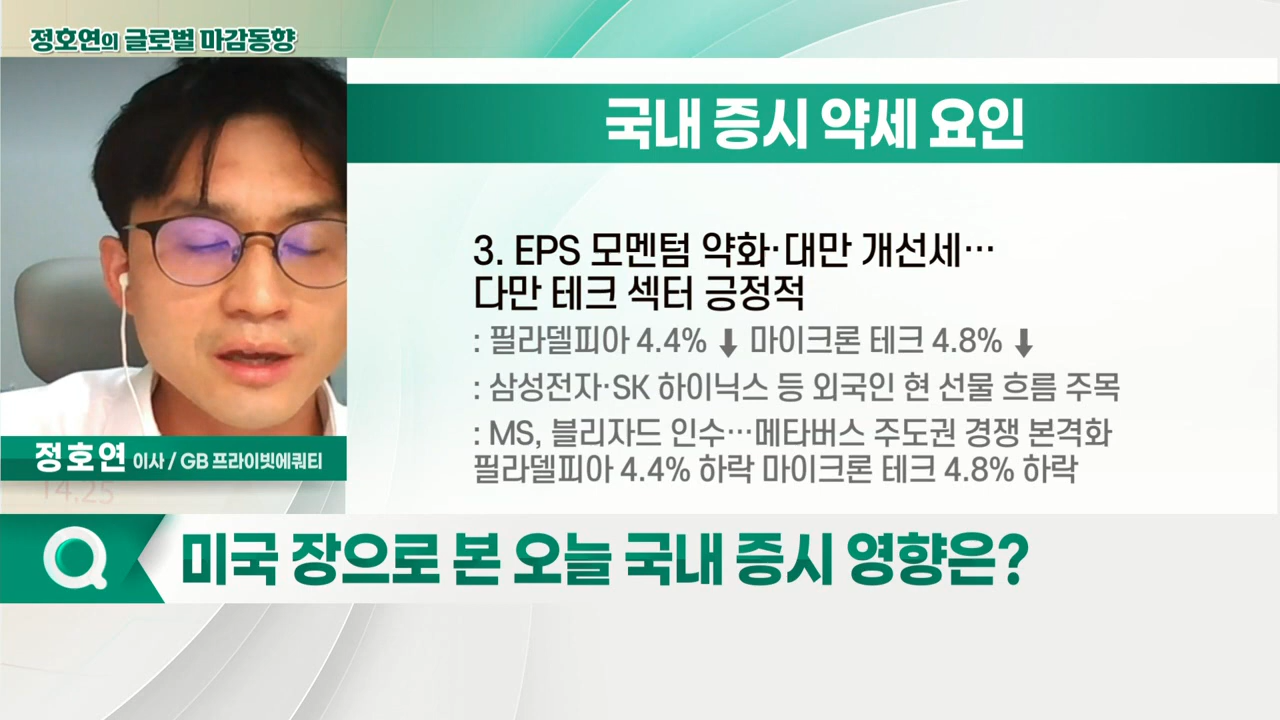 정호연의 글로벌 마감동향
국내 증시 약세 요인
3. EPS 모멘텀 약화·대만 개선세…
다만 테크 섹터 긍정적
: 필라델피아 4.4% ⬇ 마이크론 테크 4.8% ⬇
: 삼성전자·SK 하이닉스 등 외국인 현 선물 흐름 주목
: MS, 블리자드 인수…메타버스 주도권 경쟁 본격화
필라델피아 4.4% 하락 마이크론 테크 4.8% 하락
정호연 이사 / GB 프라이빗에쿼티
14.25
Q 미국 장으로 본 오늘 국내 증시 영향은?